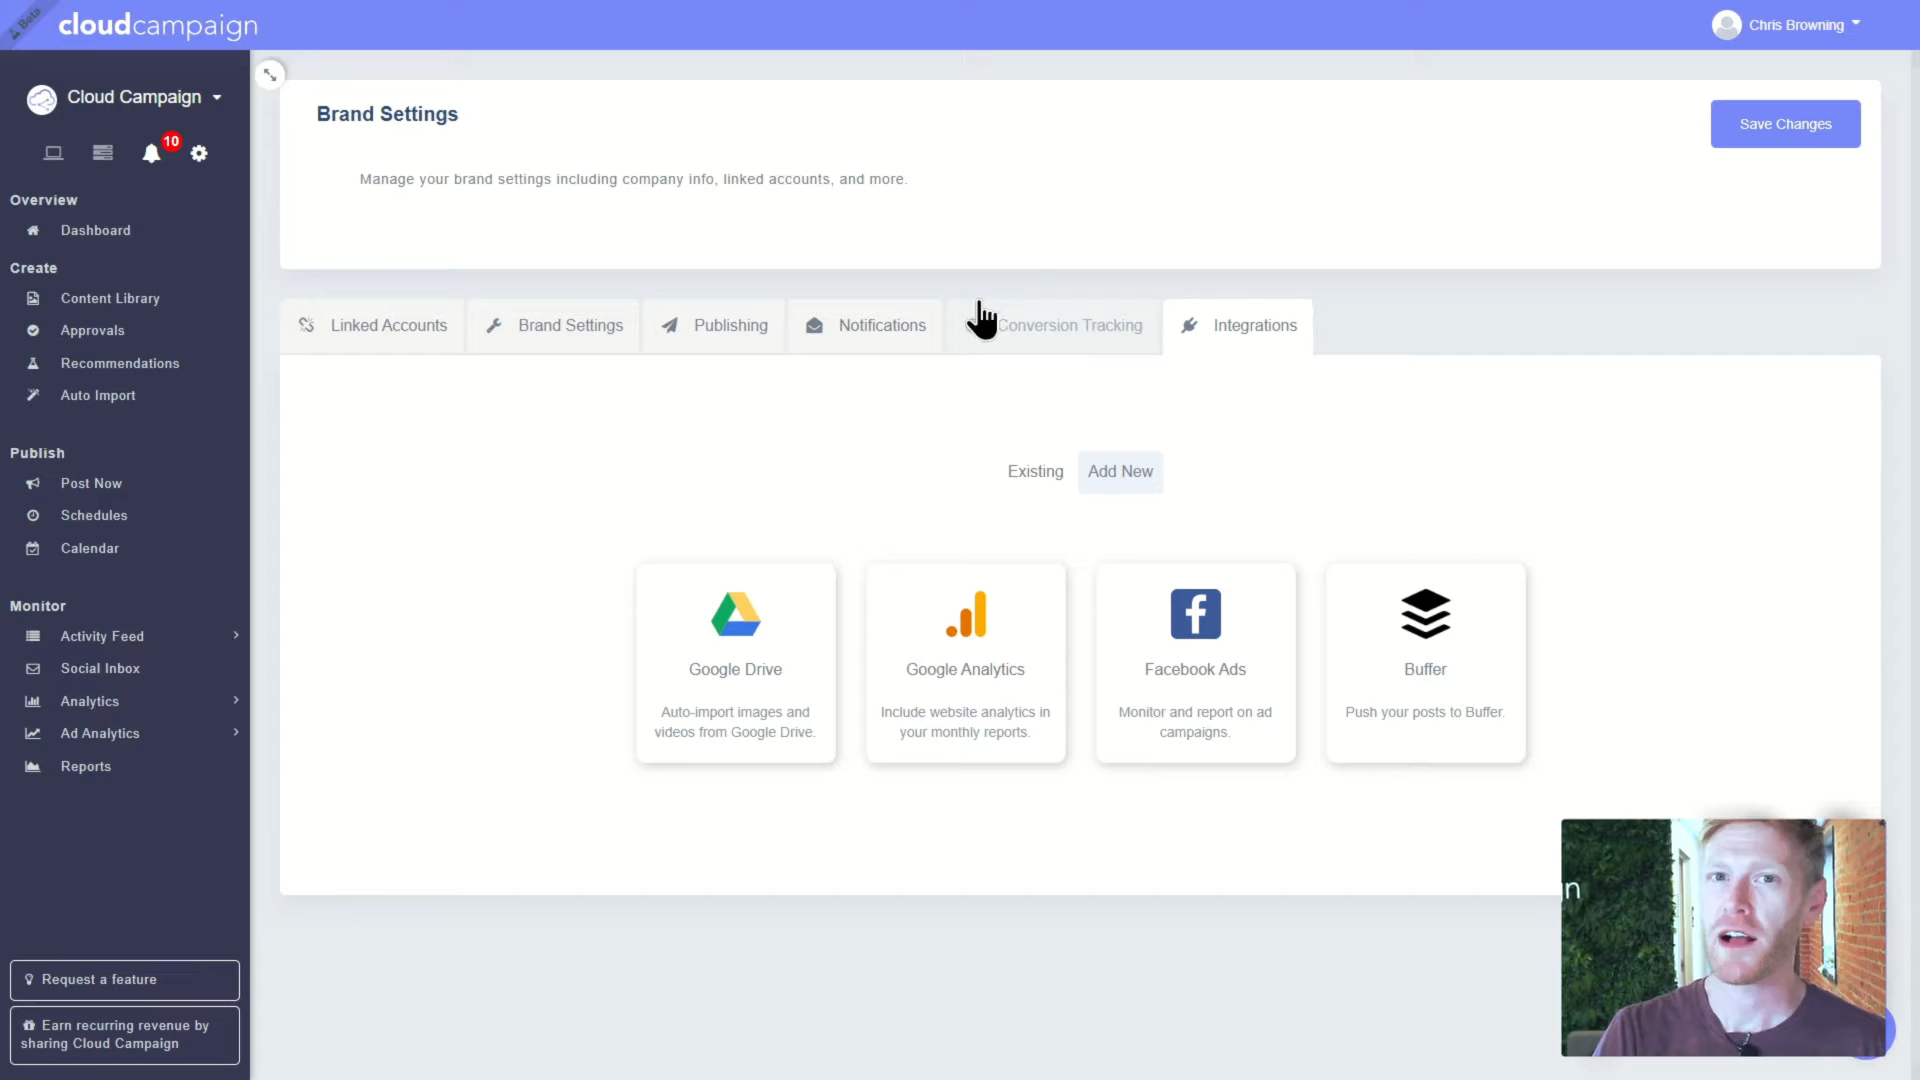 Beta
cloudcampaign
Chris Browning
Cloud Campaign
10
Overview
Dashboard
Create
Content Library
Approvals
Recommendations
Auto Import
Publish
Post Now
Schedules
Calendar
Monitor
Activity Feed
Social Inbox
Analytics
Ad Analytics
Reports
Request a feature
Earn recurring revenue by
sharing Cloud Campaign
Brand Settings
Save Changes
Manage your brand settings including company info, linked accounts, and more.
Linked Accounts
Brand Settings
Publishing
Notifications
Conversion Tracking
Integrations
Existing
Add New
Google Drive
Auto-import images and
videos from Google Drive.
Google Analytics
Include website analytics in
your monthly reports.
Facebook Ads
Monitor and report on ad
campaigns.
Buffer
Push your posts to Buffer.